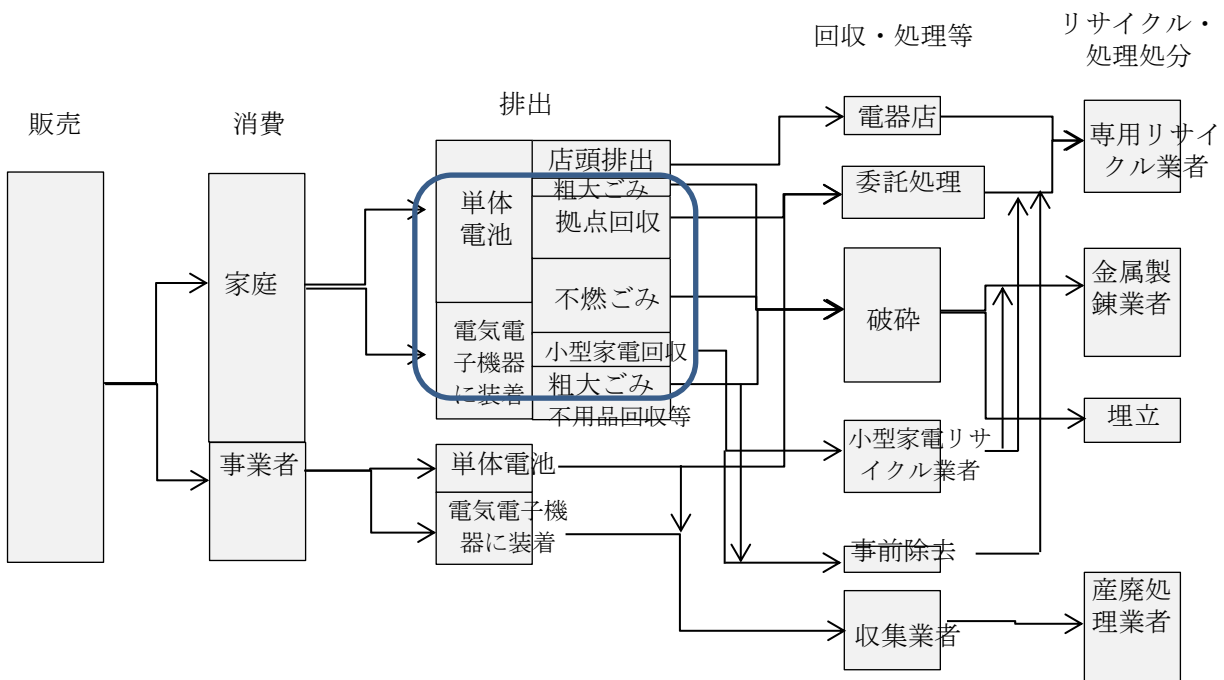 回収・処理等
リサイクル・
処理処分
排出
販売
消費
家庭
事業者
単体
電池
電気電
子機器
に装着
店頭排出
粗大ごみ
拠点回収
不燃ごみ
小型家電回収
粗大ごみ
不用品回収等
単体電池
電気電子機
器に装着
電器店
委託処理
破砕
小型家電リサ
イクル業者
事前除去
収集業者
専用リサイ
クル業者
金属製
錬業者
埋立
産廃処
理業者